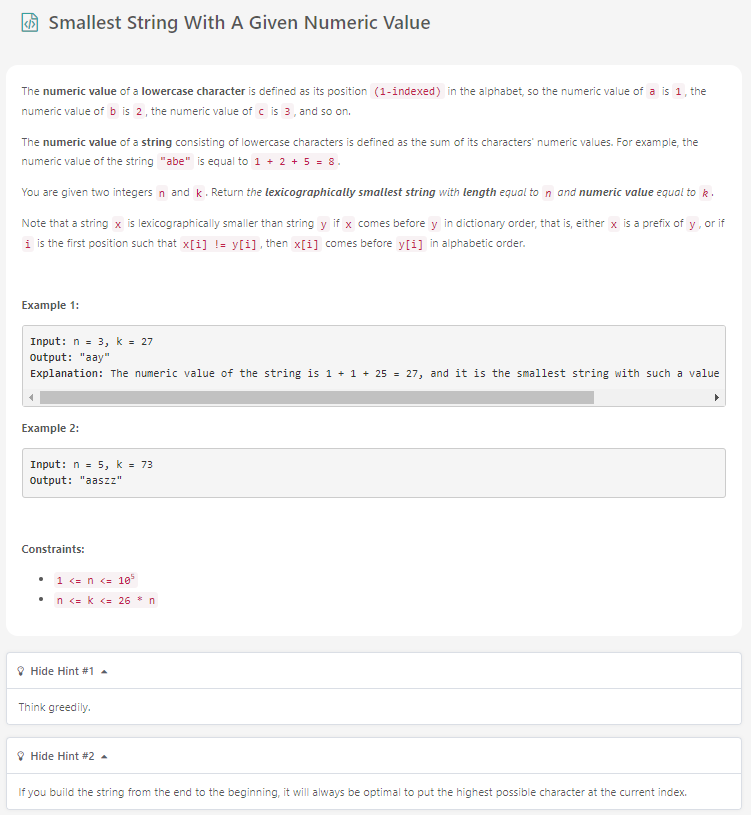 Smallest String With A Given Numeric Value
The numeric value of a lowercase character is defined as its position (1-indexed) in the alphabet, so the numeric value of a is 1, the
numeric value of b is 2, the numeric value of c is 3, and so on.
The numeric value of a string consisting of lowercase characters is defined as the sum of its characters' numeric values. For example, the
numeric value of the string "abe" is equal to 1 + 2 + 5 = 8.
You are given two integers n and k. Return the lexicographically smallest string with length equal to n and numeric value equal to k.
Note that a string x is lexicographically smaller than string y if x comes before y in dictionary order, that is, either x is a prefix of y, or if
i is the first position such that x[i] != y[i], then x[i] comes before y[i] in alphabetic order.
Example 1:
Input: n = 3, k = 27
Output: "aay"
Explanation: The numeric value of the string is 1 + 1 + 25 = 27, and it is the smallest string with such a value
Example 2:
Input: n = 5, k = 73
Output: "aaszz"
Constraints:
• 1 <= n <= 10⁵
• n <= k <= 26 * n
Hide Hint #1
Think greedily.
Hide Hint #2
If you build the string from the end to the beginning, it will always be optimal to put the highest possible character at the current index.